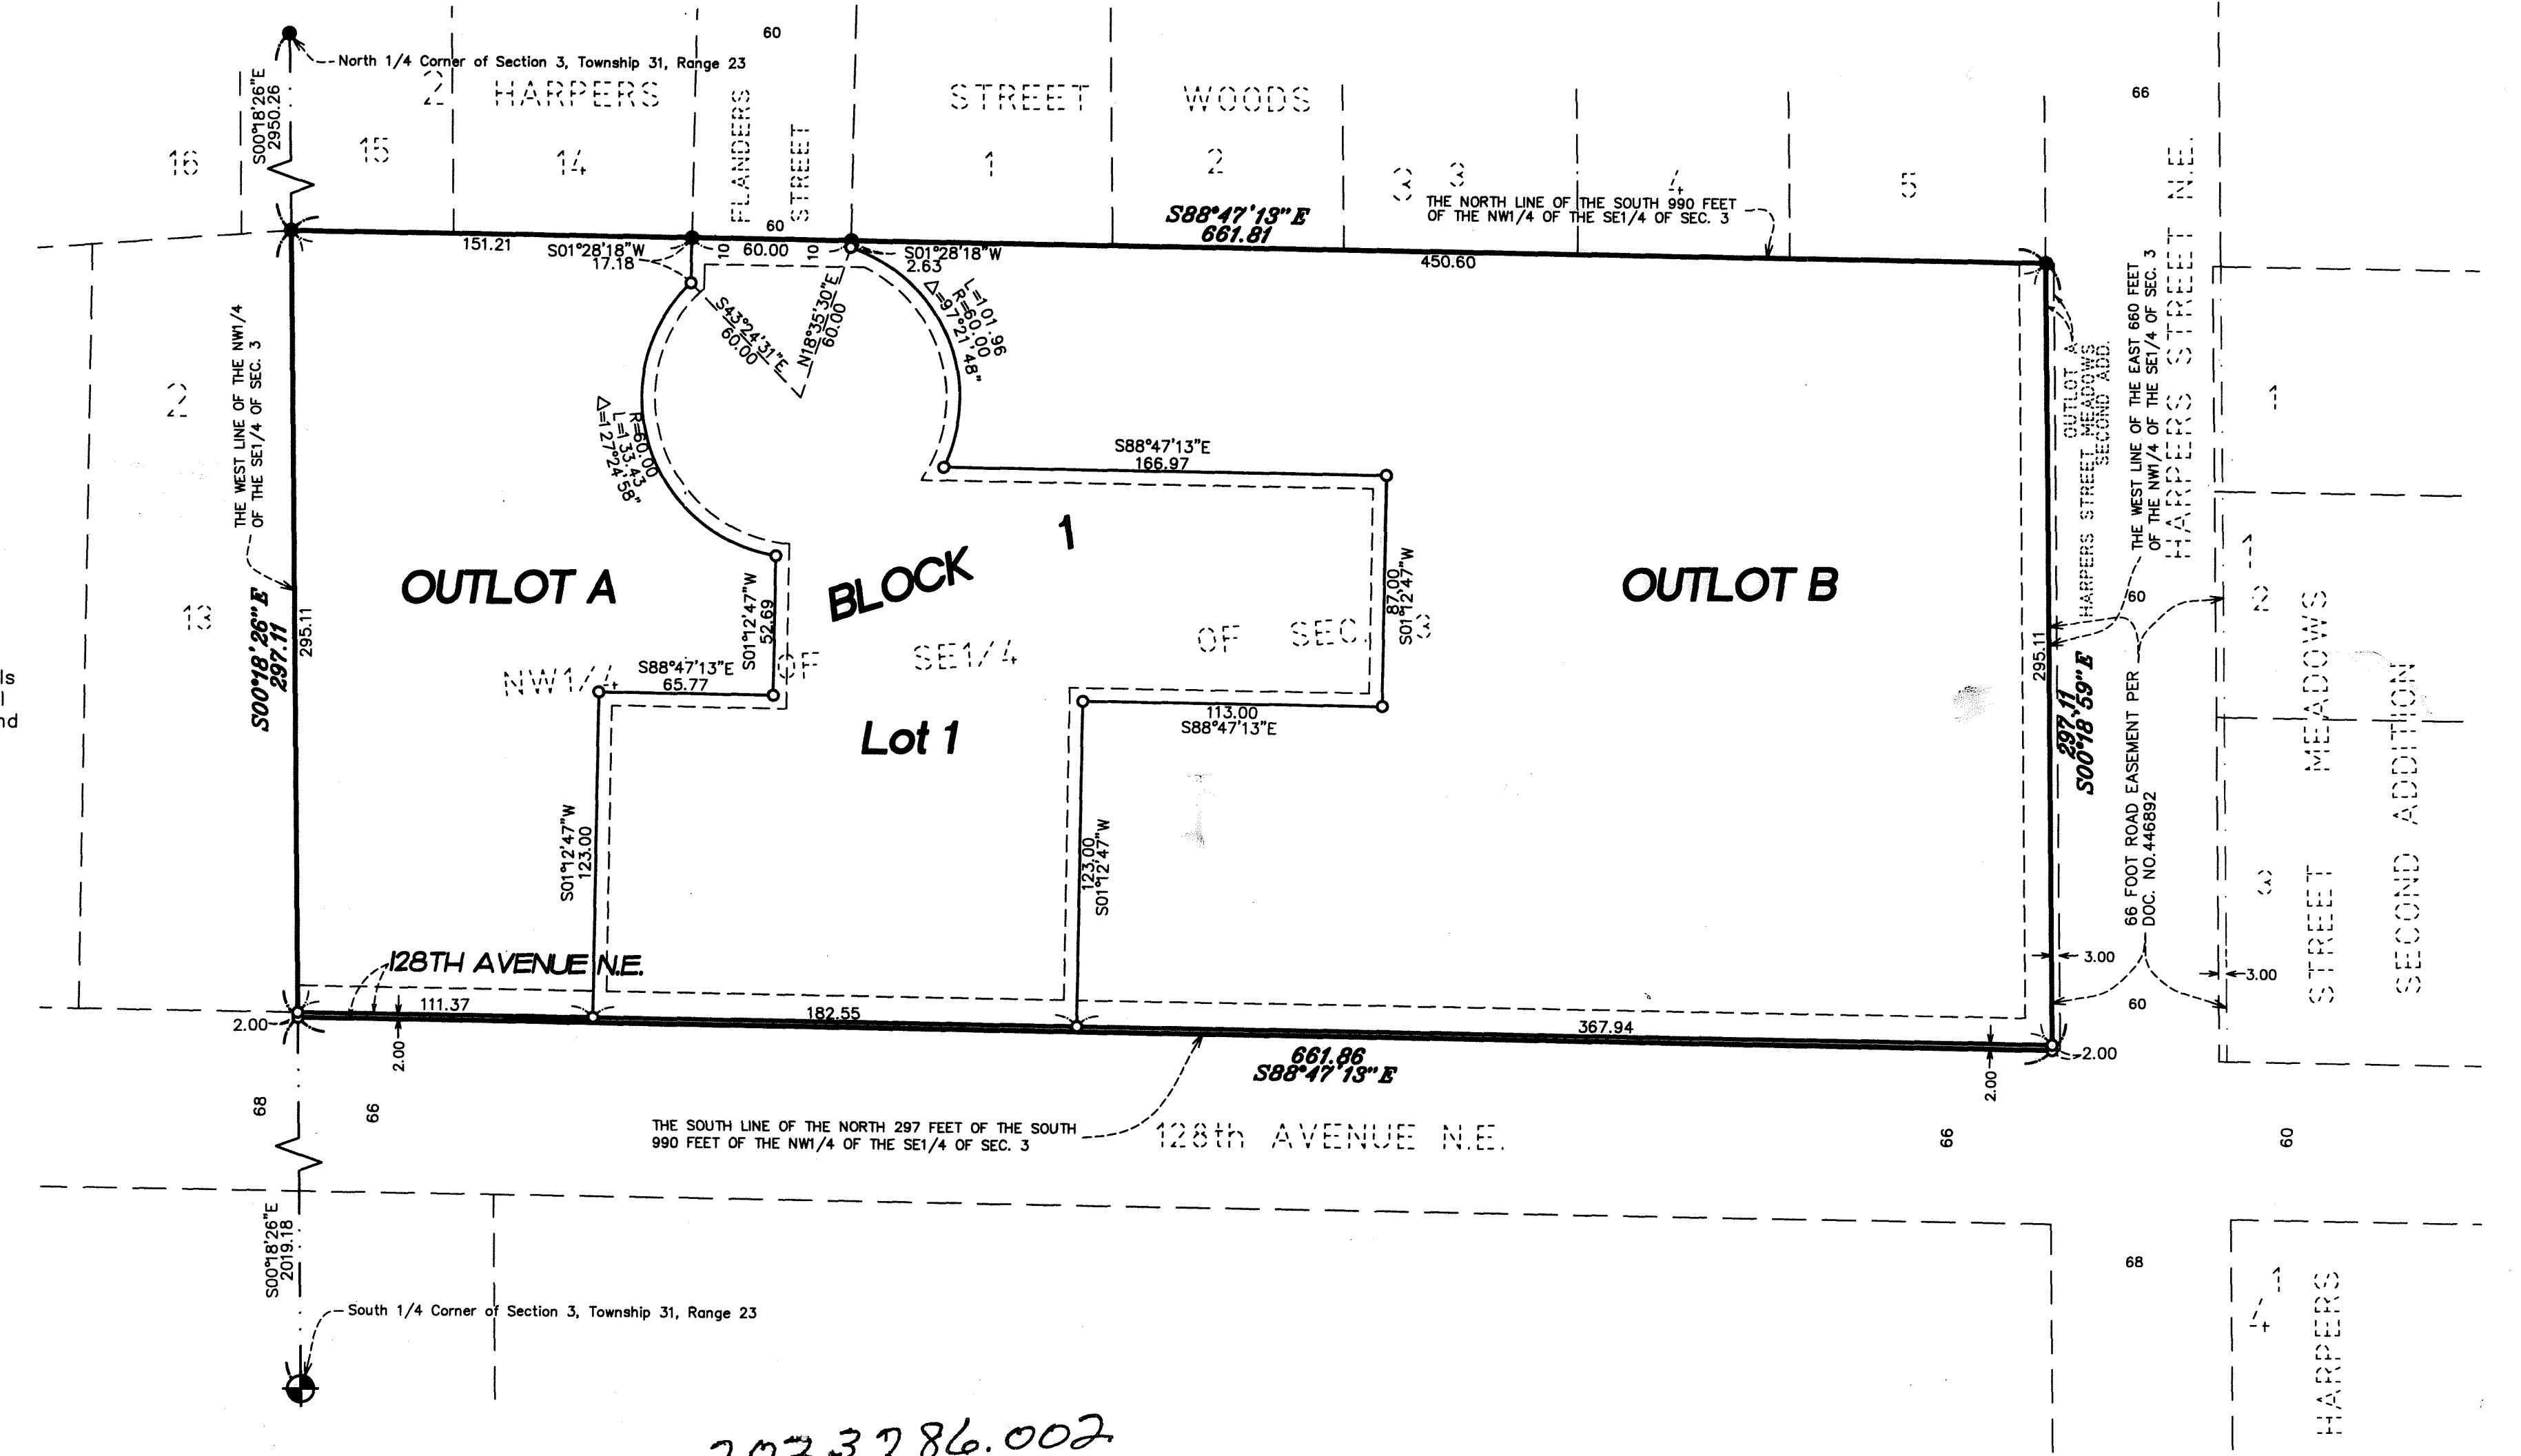 60
North 1/4 Corner of Section 3, Township 31, Range 23
S00°18'26"E
2950.26
2 HARPERS STREET WOODS
66
FLANDERS
STREET
16
15
14
1
2
3
3
4
5
THE NORTH LINE OF THE SOUTH 990 FEET
OF THE NW1/4 OF THE SE1/4 OF SEC. 3
S88°47'13"E
661.81
60
151.21
S01°28'18"W
17.18
10
60.00
10
S01°28'18"W
2.63
450.60
S43°24'31"E
60.00
N18°35'30"E
60.00
L=101.96
R=60.00
Δ=97°21'48"
R=60.00
L=133.43
Δ=127°24'58"
THE WEST LINE OF THE NW1/4
OF THE SE1/4 OF SEC. 3
2
13
S00°18'26"E
297.11
295.11
S88°47'13"E
166.97
87.00
S01°12'47"W
OUTLOT A
BLOCK 1
OUTLOT B
S01°12'47"W
52.69
NW1/4 OF SE1/4 OF SEC. 3
S88°47'13"E
65.77
113.00
S88°47'13"E
Lot 1
S01°12'47"W
123.00
123.00
S01°12'47"W
OUTLOT A
HARPERS STREET MEADOWS
SECOND ADD.
THE WEST LINE OF THE EAST 660 FEET
OF THE NW1/4 OF THE SE1/4 OF SEC. 3
HARPERS STREET N.E.
60
295.11
297.11
S00°18'59"E
66 FOOT ROAD EASEMENT PER
DOC. NO.446892
1
1
2
3
STREET MEADOWS
SECOND ADDITION
3.00
3.00
60
ls
l
nd
128TH AVENUE N.E.
111.37
182.55
367.94
2.00
2.00
2.00
2.00
661.86
S88°47'13"E
68
66
THE SOUTH LINE OF THE NORTH 297 FEET OF THE SOUTH
990 FEET OF THE NW1/4 OF THE SE1/4 OF SEC. 3
128th AVENUE N.E.
66
60
S00°18'26"E
2019.18
South 1/4 Corner of Section 3, Township 31, Range 23
68
1
4
HARPERS
2073786.002